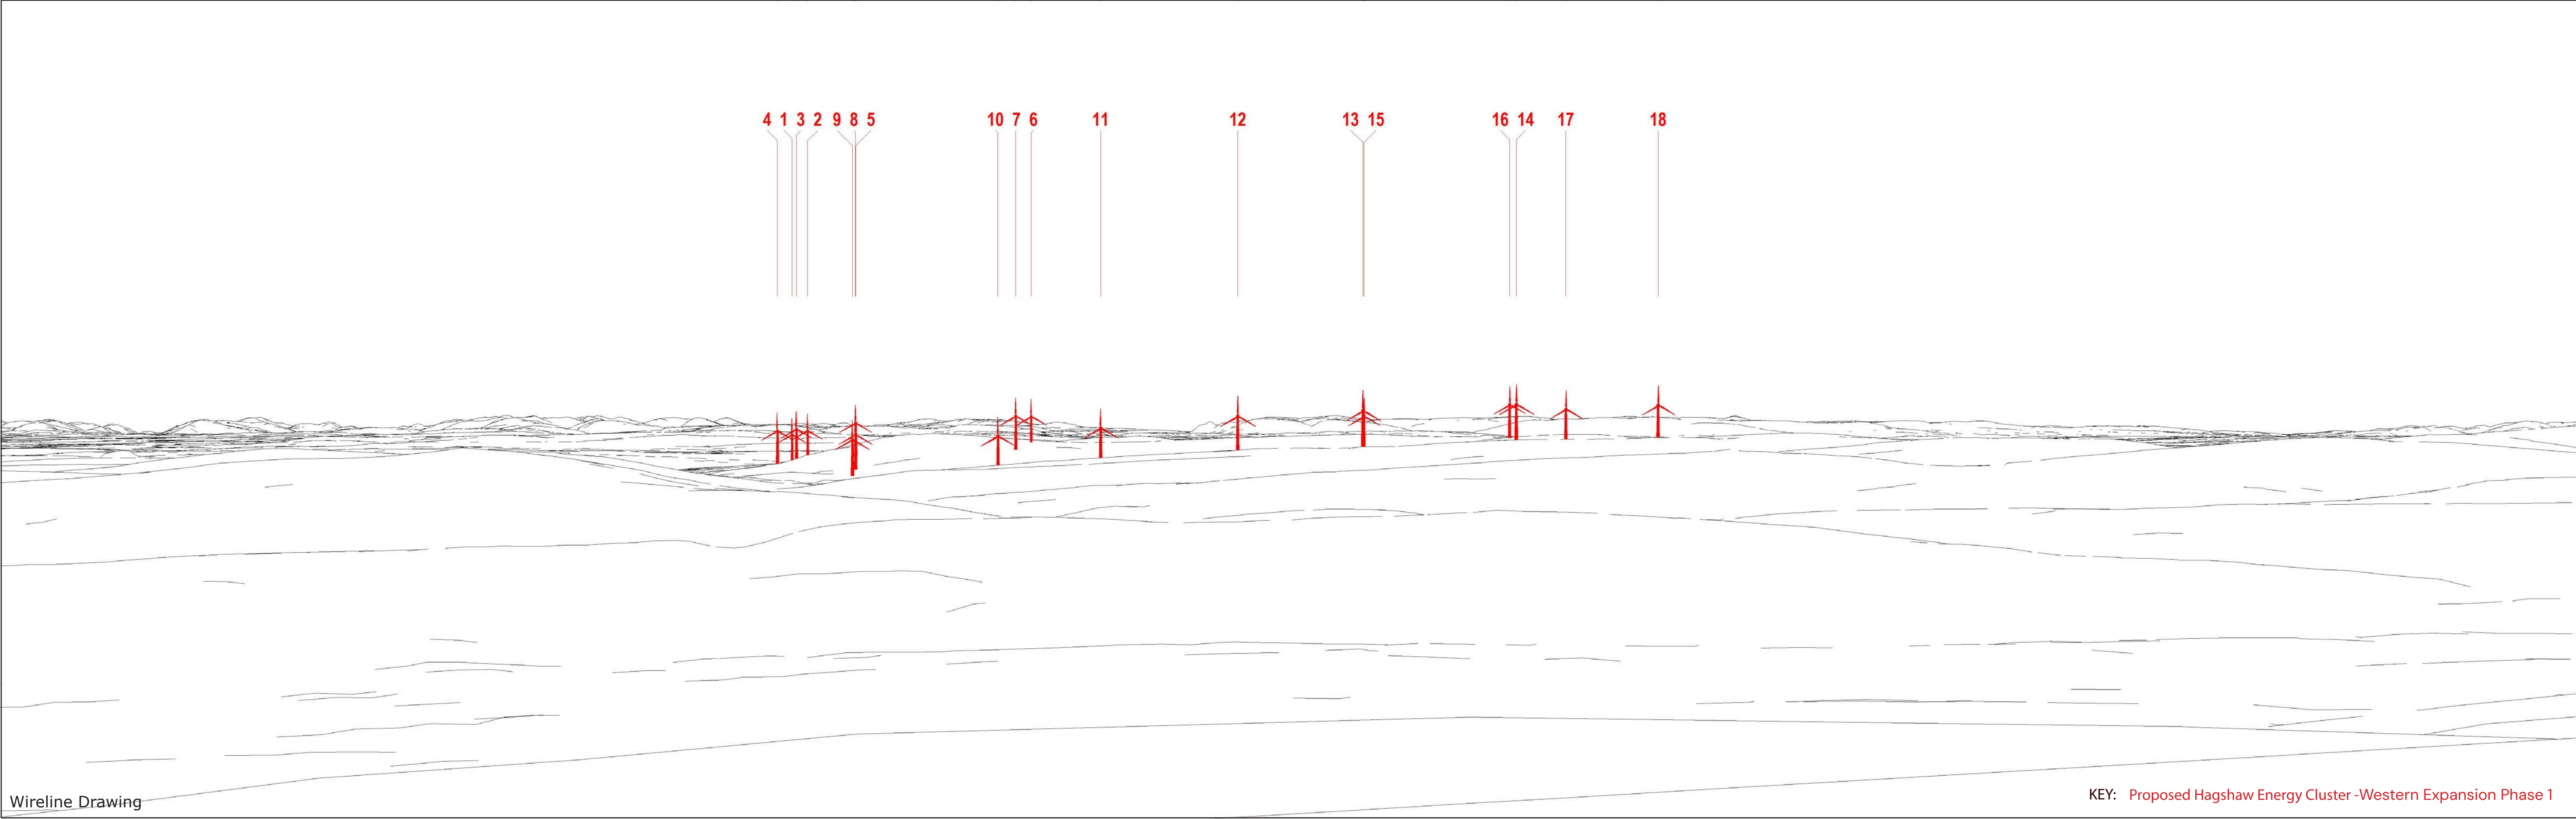 4 1 3 2 9 8 5 10 7 6 11 12 13 15 16 14 17 18
Wireline Drawing
KEY: Proposed Hagshaw Energy Cluster -Western Expansion Phase 1